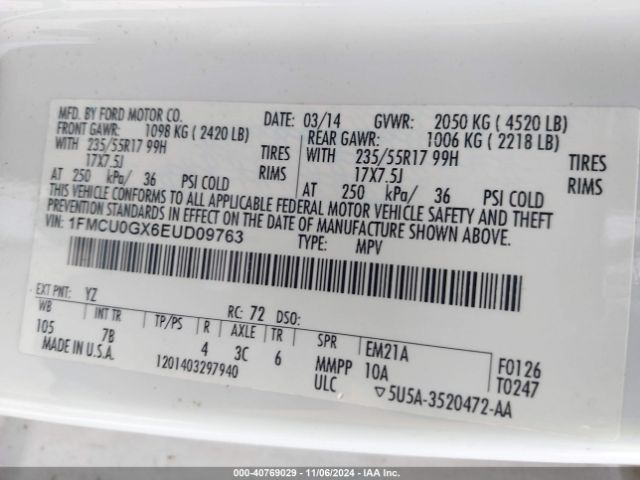 MFD. BY FORD MOTOR CO.
DATE: 03/14 GVWR: 2050 KG ( 4520 LB)
FRONT GAWR: 1098 KG ( 2420 LB) REAR GAWR: 1006 KG ( 2218 LB)
WITH 235/55R17 99H TIRES WITH 235/55R17 99H TIRES
17X7.5J RIMS 17X7.5J RIMS
AT 250 kPa/ 36 PSI COLD AT 250 kPa/ 36 PSI COLD
THIS VEHICLE CONFORMS TO ALL APPLICABLE FEDERAL MOTOR VEHICLE SAFETY AND THEFT
PREVENTION STANDARDS IN EFFECT ON THE DATE OF MANUFACTURE SHOWN ABOVE.
VIN: 1FMCU0GX6EUD09763
TYPE: MPV
EXT PNT: YZ RC: 72 DSO:
WB INT TR TP/PS R AXLE TR SPR EM21A F0126
105 7B 4 3C 6 MMPP 10A T0247
MADE IN U.S.A. 1201403297940 ULC ▽5U5A-3520472-AA
000-40769029 - 11/06/2024 - IAA Inc.